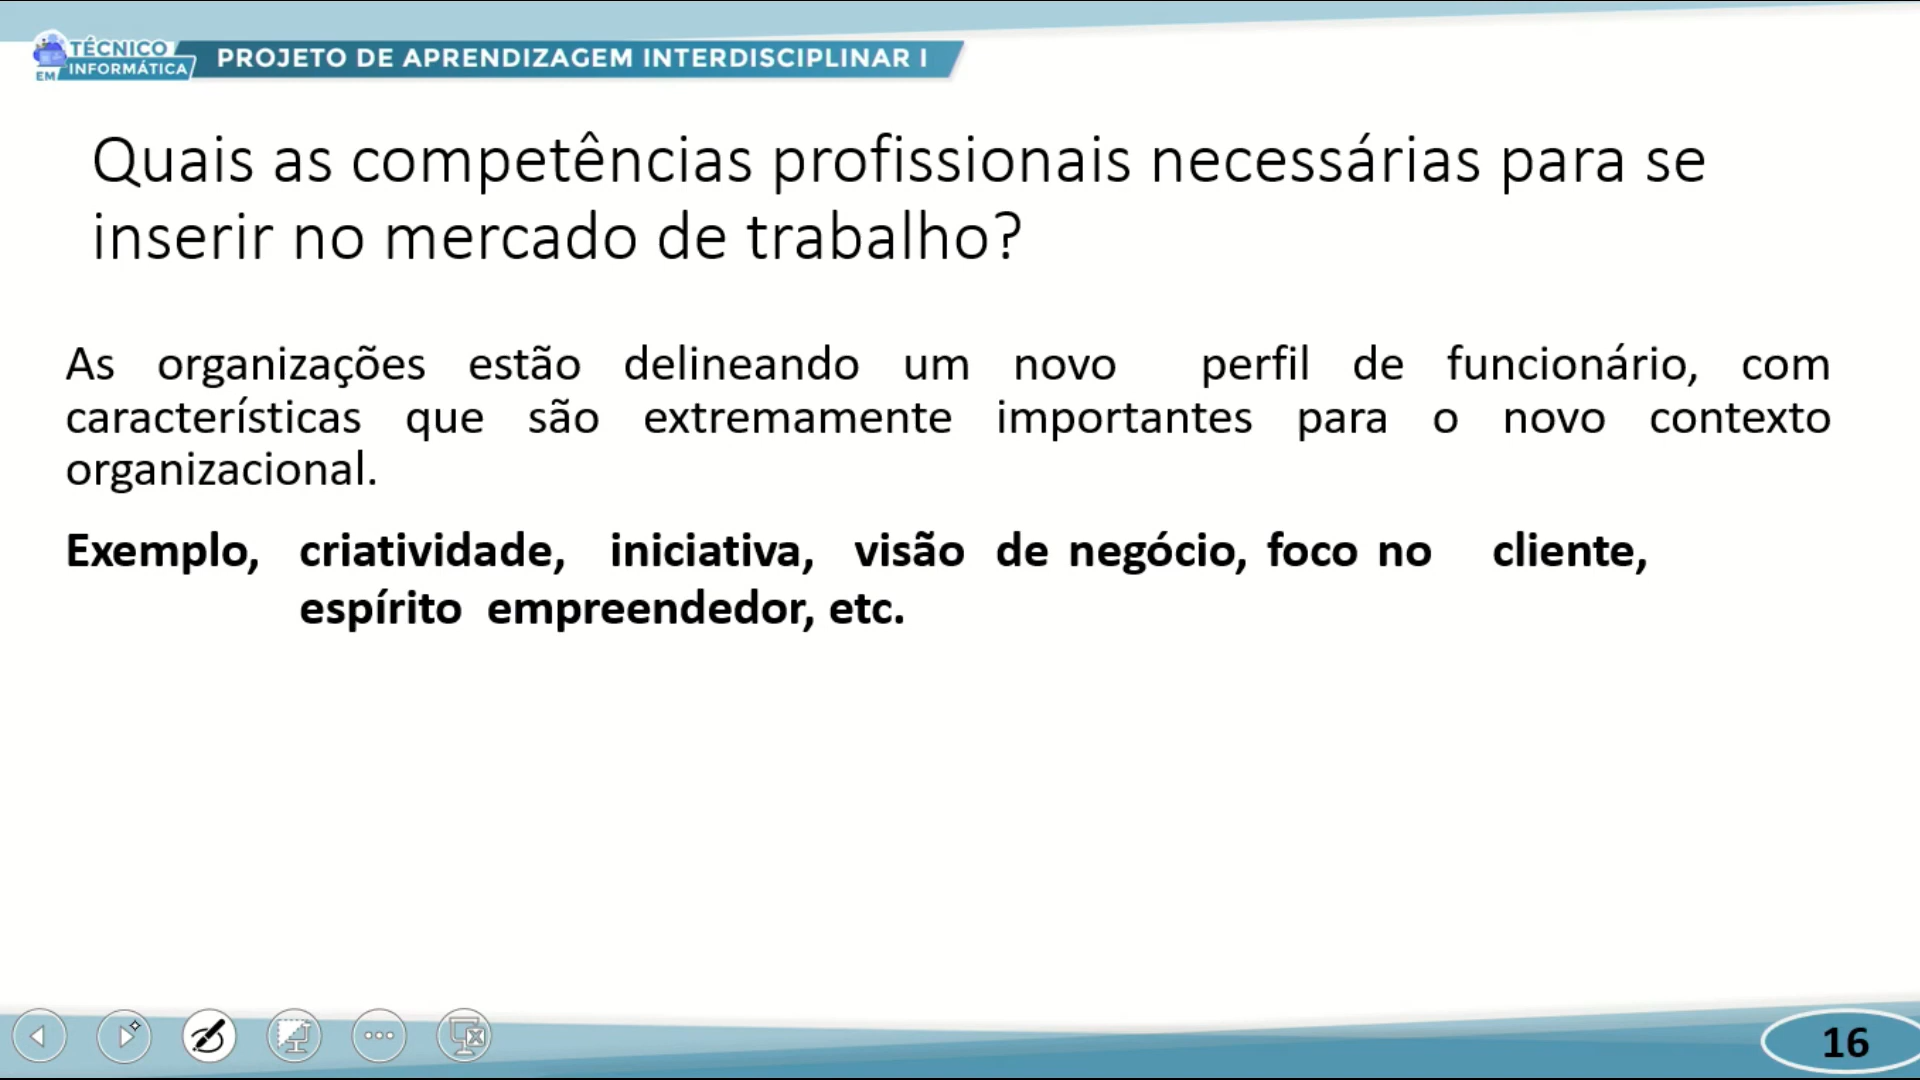 TÉCNICO
EM INFORMÁTICA
PROJETO DE APRENDIZAGEM INTERDISCIPLINAR I
Quais as competências profissionais necessárias para se
inserir no mercado de trabalho?
As organizações estão delineando um novo perfil de funcionário, com
características que são extremamente importantes para o novo contexto
organizacional.
Exemplo, criatividade, iniciativa, visão de negócio, foco no cliente,
espírito empreendedor, etc.
16